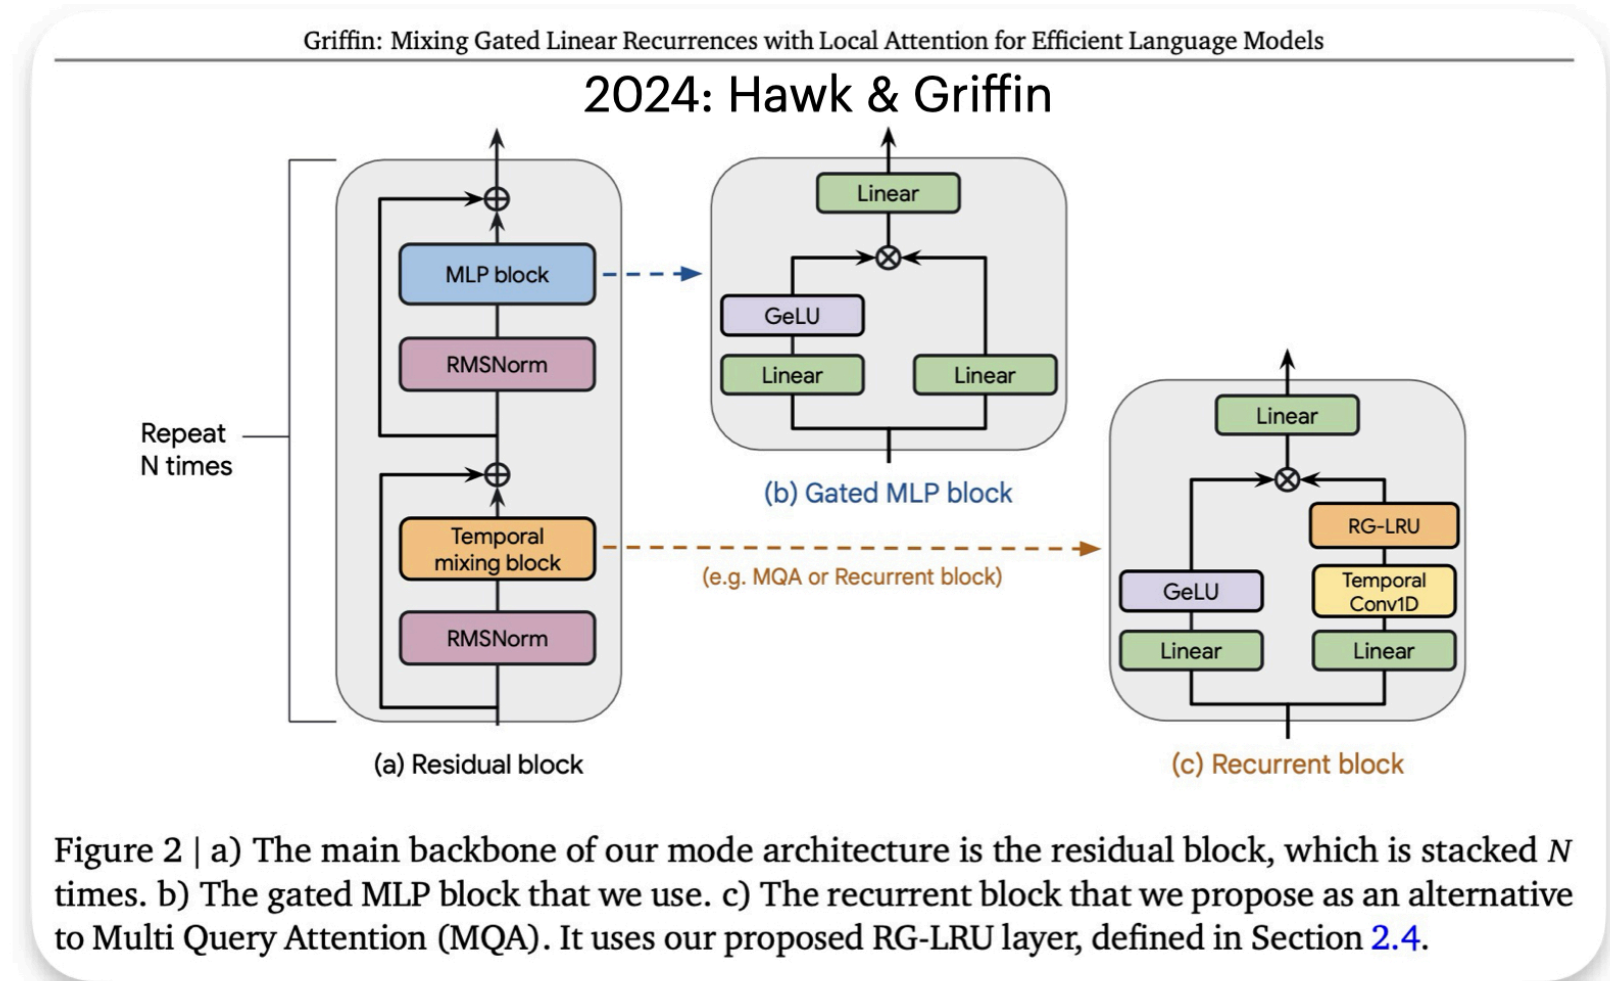 Griffin: Mixing Gated Linear Recurrences with Local Attention for Efficient Language Models
2024: Hawk & Griffin
Repeat
N times
MLP block
RMSNorm
Temporal
mixing block
RMSNorm
(a) Residual block
Linear
GeLU
Linear
Linear
(b) Gated MLP block
(e.g. MQA or Recurrent block)
Linear
RG-LRU
GeLU
Temporal
Conv1D
Linear
Linear
(c) Recurrent block
Figure 2 | a) The main backbone of our mode architecture is the residual block, which is stacked N
times. b) The gated MLP block that we use. c) The recurrent block that we propose as an alternative
to Multi Query Attention (MQA). It uses our proposed RG-LRU layer, defined in Section 2.4.